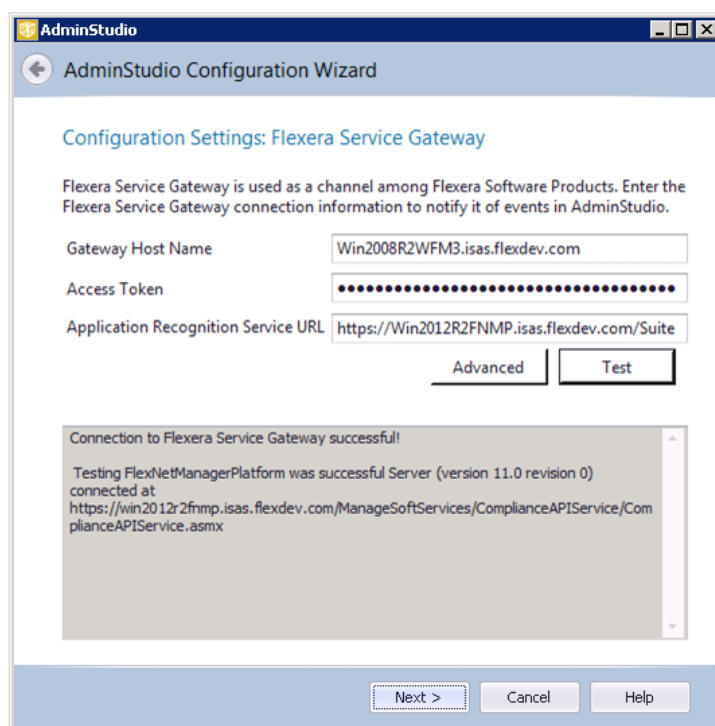 AdminStudio
AdminStudio Configuration Wizard
Configuration Settings: Flexera Service Gateway
Flexera Service Gateway is used as a channel among Flexera Software Products. Enter the
Flexera Service Gateway connection information to notify it of events in AdminStudio.
Gateway Host Name Win2008R2WFM3.isas.flexdev.com
Access Token ••••••••••••••••••••••••••••••••••••
Application Recognition Service URL https://Win2012R2FNMP.isas.flexdev.com/Suite
Advanced Test
Connection to Flexera Service Gateway successful!
Testing FlexNetManagerPlatform was successful Server (version 11.0 revision 0)
connected at
https://win2012r2fnmp.isas.flexdev.com/ManageSoftServices/ComplianceAPIService/Com
plianceAPIService.asmx
Next > Cancel Help